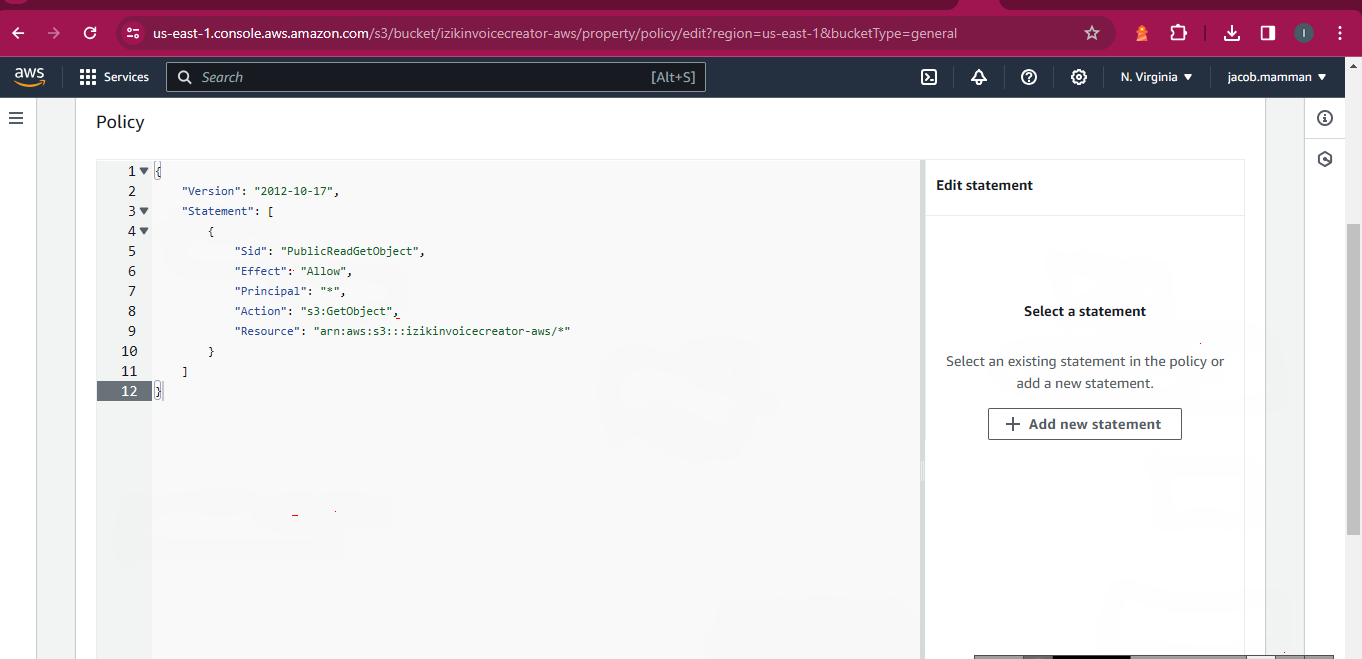 us-east-1.console.aws.amazon.com/s3/bucket/izikinvoicecreator-aws/property/policy/edit?region=us-east-1&bucketType=general
I
aws
Services
Search
[Alt+S]
N. Virginia
jacob.mamman
Policy
1 {
2 "Version": "2012-10-17",
3 "Statement": [
4 {
5 "Sid": "PublicReadGetObject",
6 "Effect": "Allow",
7 "Principal": "*",
8 "Action": "s3:GetObject",
9 "Resource": "arn:aws:s3:::izikinvoicecreator-aws/*"
10 }
11 ]
12 }
Edit statement
Select a statement
Select an existing statement in the policy or
add a new statement.
+ Add new statement